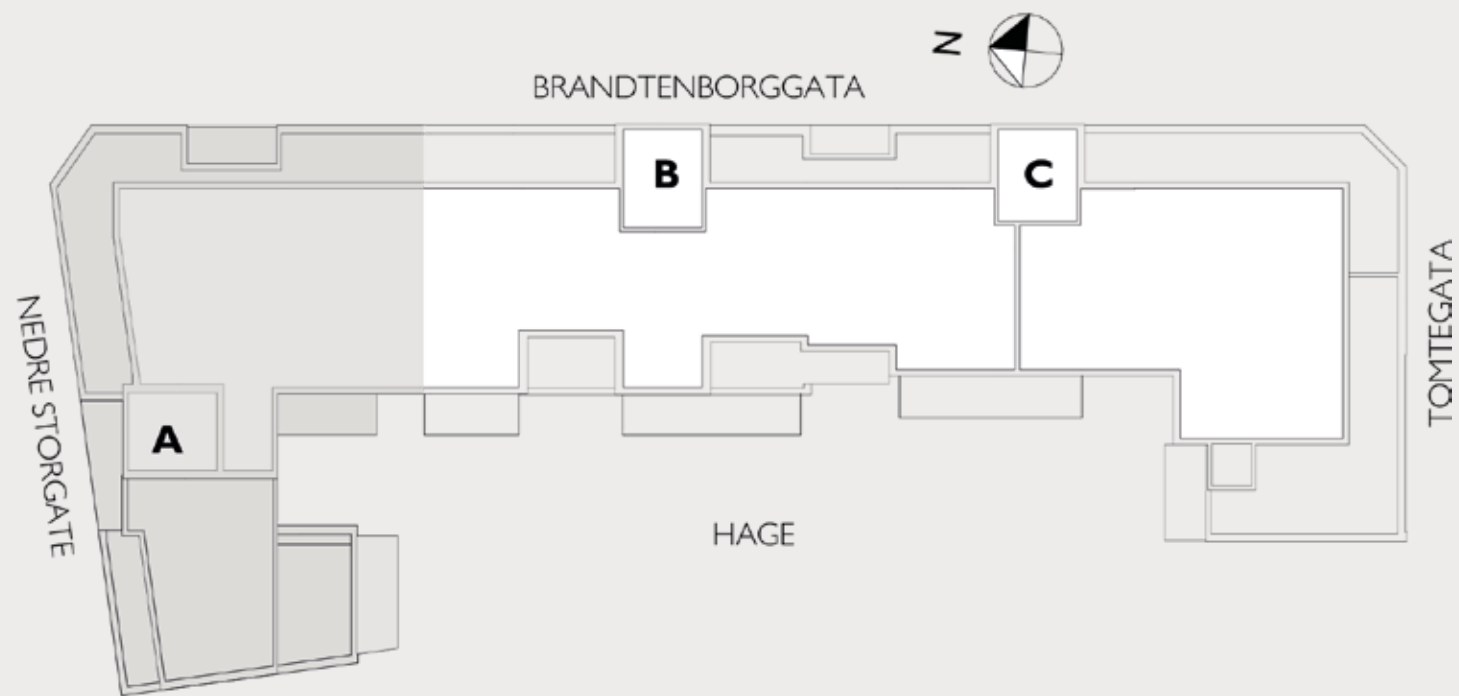 N
BRANDTENBORGGATA
B
C
NEDRE STORGATE
TOMTEGATA
A
HAGE